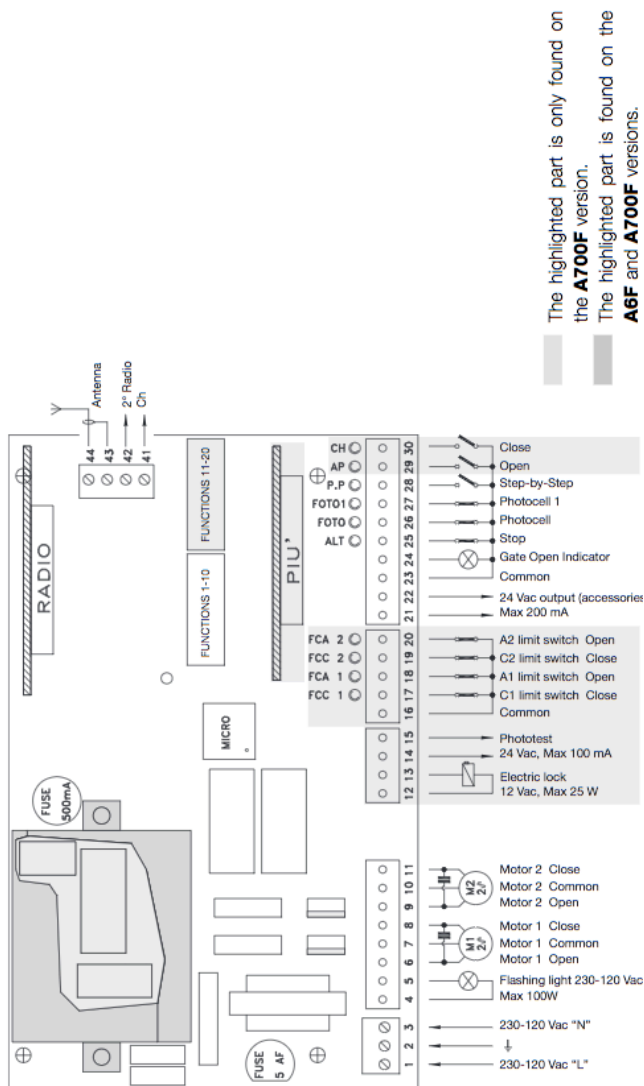 The highlighted part is only found on
the A700F version.
The highlighted part is found on the
A6F and A700F versions.
Antenna
2° Radio
Ch
44
43
42
41
RADIO
FUNCTIONS 1-10
FUNCTIONS 11-20
PIU'
MICRO
FUSE
500mA
FUSE
5 AF
CH
AP
P.P
FOTO1
FOTO
ALT
FCA 2
FCC 2
FCA 1
FCC 1
30
29
28
27
26
25
24
23
22
21
20
19
18
17
16
15
14
13
12
11
10
9
8
7
6
5
4
3
2
1
Close
Open
Step-by-Step
Photocell 1
Photocell
Stop
Gate Open Indicator
Common
24 Vac output (accessories
Max 200 mA
A2 limit switch Open
C2 limit switch Close
A1 limit switch Open
C1 limit switch Close
Common
Phototest
24 Vac, Max 100 mA
Electric lock
12 Vac, Max 25 W
M2
Motor 2 Close
Motor 2 Common
Motor 2 Open
M1
Motor 1 Close
Motor 1 Common
Motor 1 Open
Flashing light 230-120 Vac
Max 100W
230-120 Vac "N"
230-120 Vac "L"